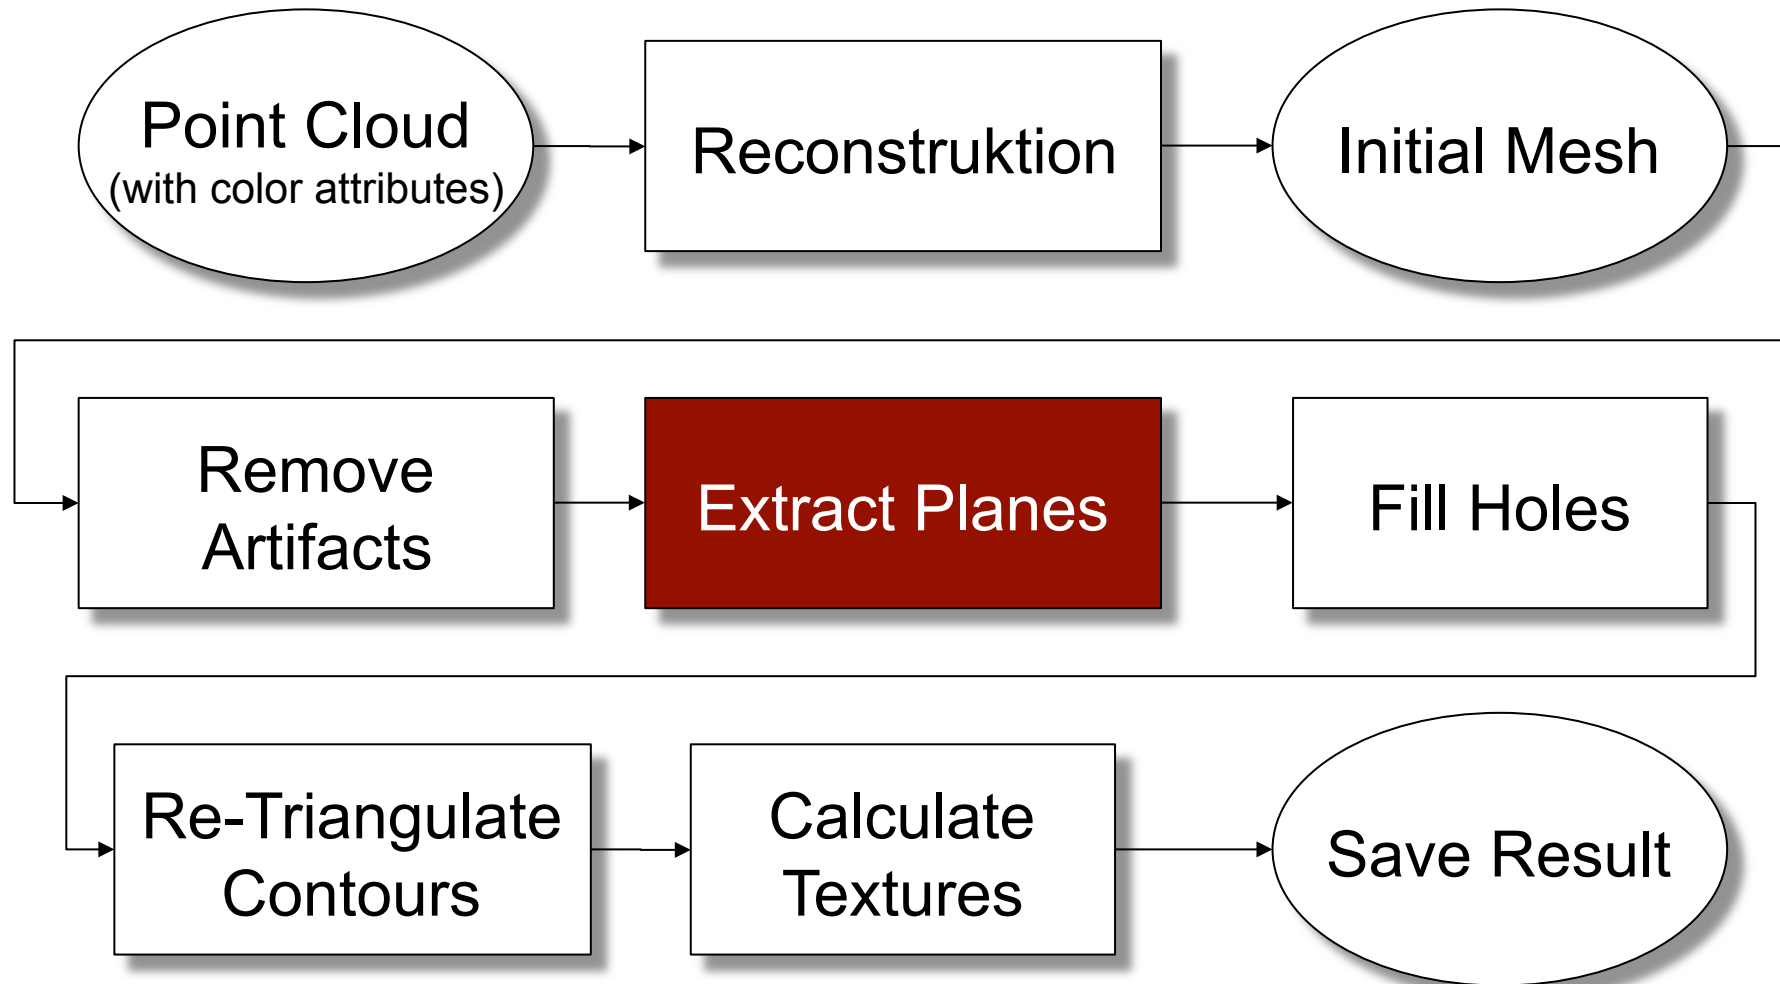 Point Cloud
(with color attributes)
Reconstruktion
Initial Mesh
Remove
Artifacts
Extract Planes
Fill Holes
Re-Triangulate
Contours
Calculate
Textures
Save Result